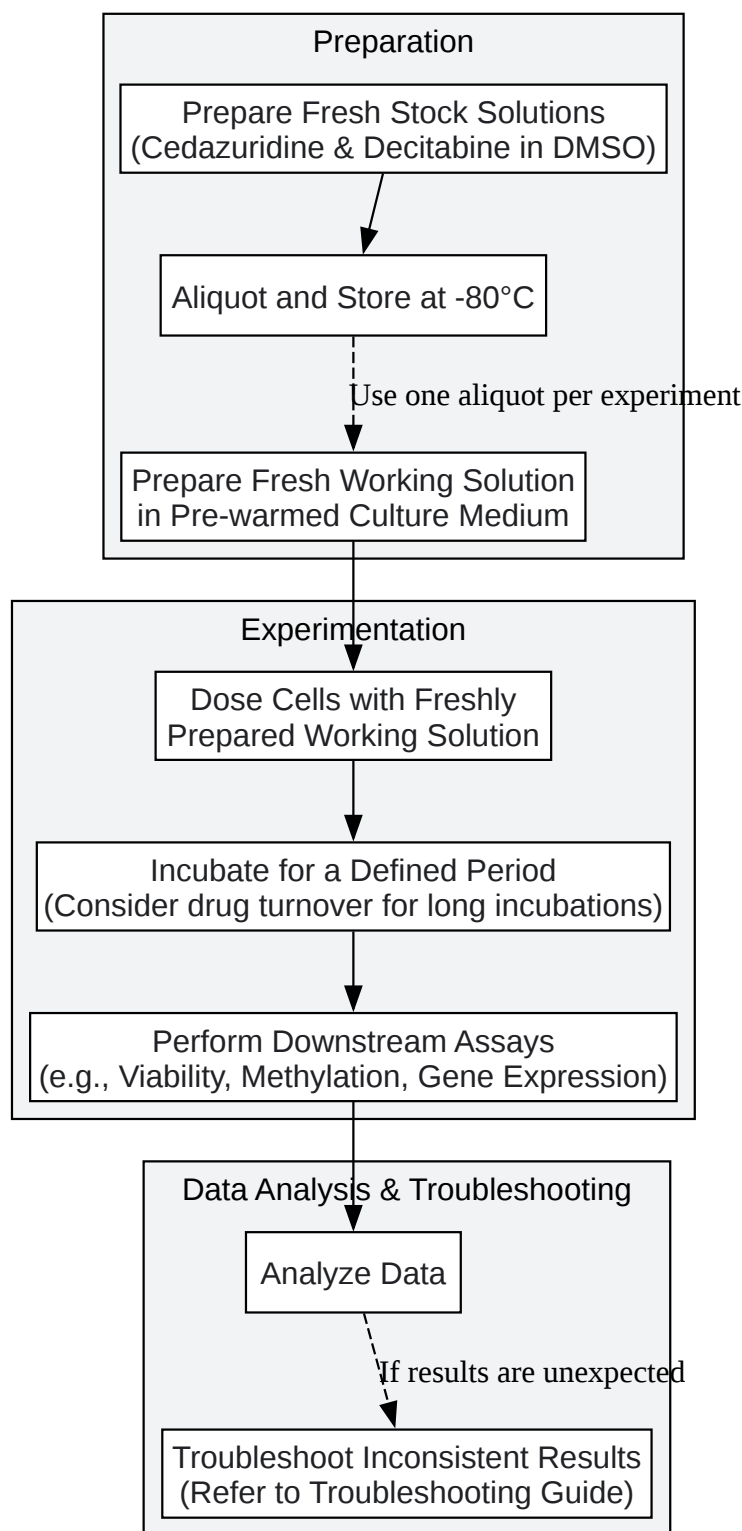 Preparation
Prepare Fresh Stock Solutions
(Cedazuridine & Decitabine in DMSO)
Aliquot and Store at -80°C
Use one aliquot per experiment
Prepare Fresh Working Solution
in Pre-warmed Culture Medium
Experimentation
Dose Cells with Freshly
Prepared Working Solution
Incubate for a Defined Period
(Consider drug turnover for long incubations)
Perform Downstream Assays
(e.g., Viability, Methylation, Gene Expression)
Data Analysis & Troubleshooting
Analyze Data
If results are unexpected
Troubleshoot Inconsistent Results
(Refer to Troubleshooting Guide)